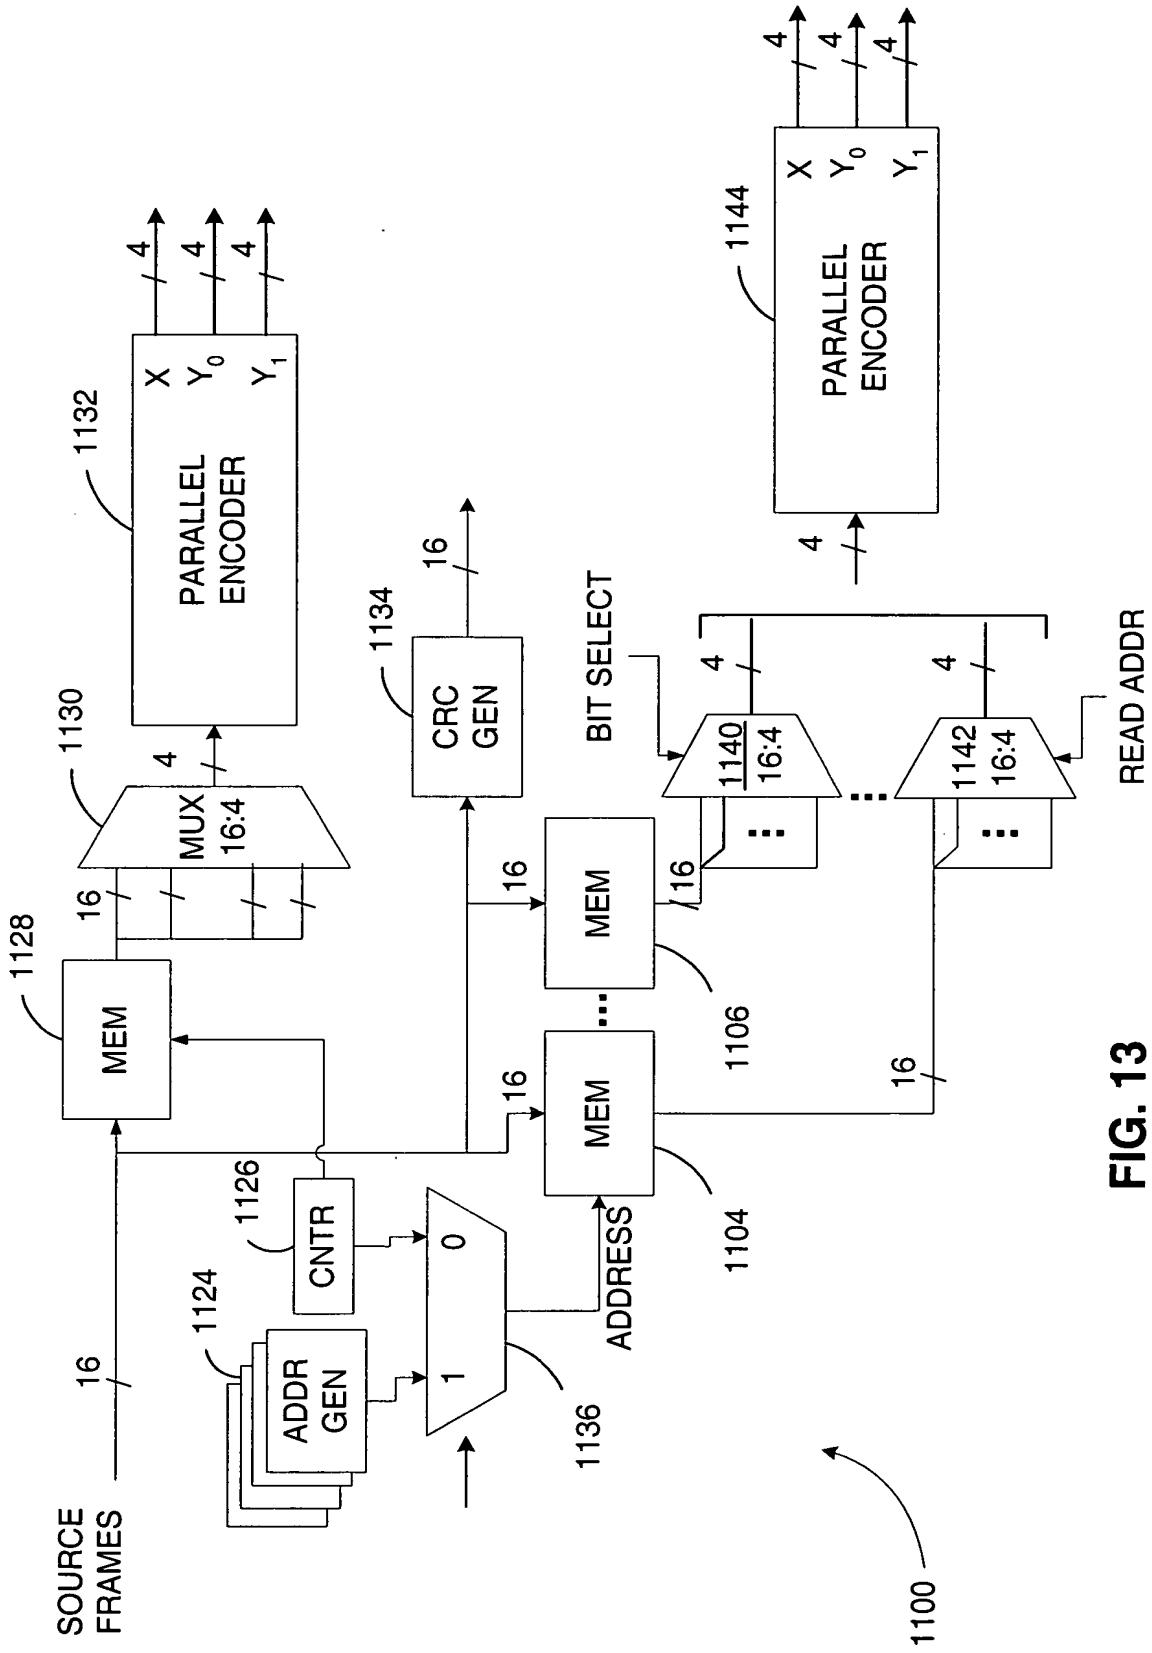 SOURCE
FRAMES
16
1128
MEM
16
1130
MUX
16:4
4
1132
PARALLEL
ENCODER
X
Y0
Y1
4
4
4
1124
ADDR
GEN
1126
CNTR
1
0
1136
ADDRESS
1134
CRC
GEN
16
16
MEM
1104
...
16
MEM
1106
16
16
BIT SELECT
1140
16:4
4
...
...
1142
16:4
4
...
READ ADDR
4
1144
PARALLEL
ENCODER
X
Y0
Y1
4
4
4
1100
FIG. 13